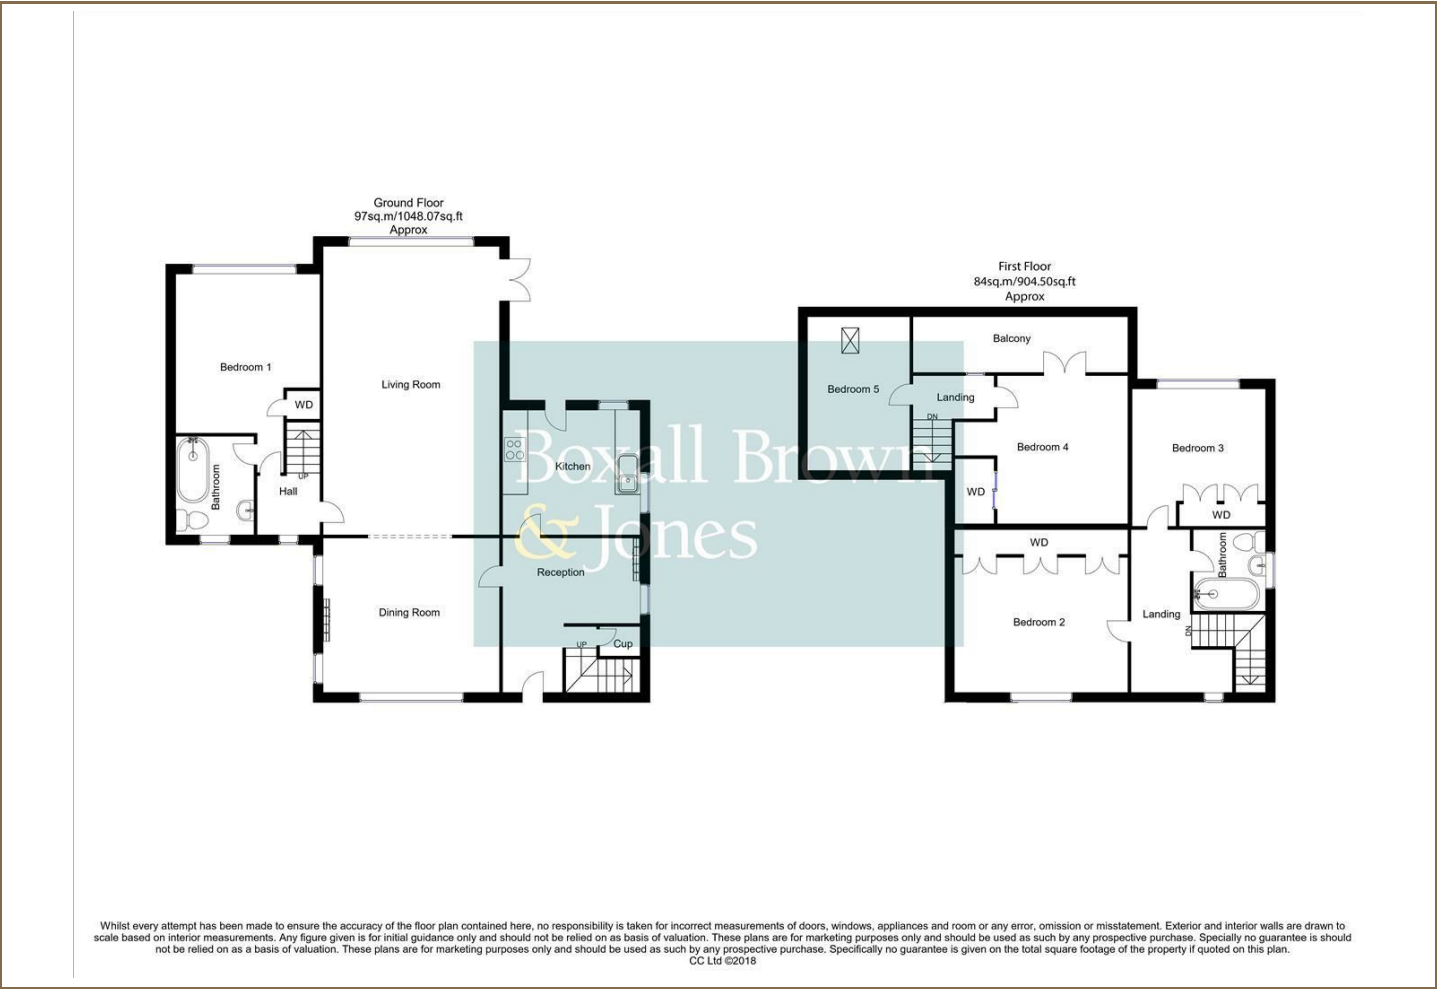 Ground Floor
97sq.m/1048.07sq.ft
Approx
Bedroom 1
WD
Living Room
UP
Hall
Bathroom
Kitchen
Reception
Dining Room
UP
Cup
First Floor
84sq.m/904.50sq.ft
Approx
Balcony
Bedroom 5
Landing
DN
Bedroom 4
WD
Bedroom 3
WD
WD
Bathroom
Bedroom 2
Landing
DN
Boxall Brown
& Jones
Whilst every attempt has been made to ensure the accuracy of the floor plan contained here, no responsibility is taken for incorrect measurements of doors, windows, appliances and room or any error, omission or misstatement. Exterior and interior walls are drawn to
scale based on interior measurements. Any figure given is for initial guidance only and should not be relied on as basis of valuation. These plans are for marketing purposes only and should be used as such by any prospective purchase. Specially no guarantee is should
not be relied on as a basis of valuation. These plans are for marketing purposes only and should be used as such by any prospective purchase. Specifically no guarantee is given on the total square footage of the property if quoted on this plan.
CC Ltd ©2018